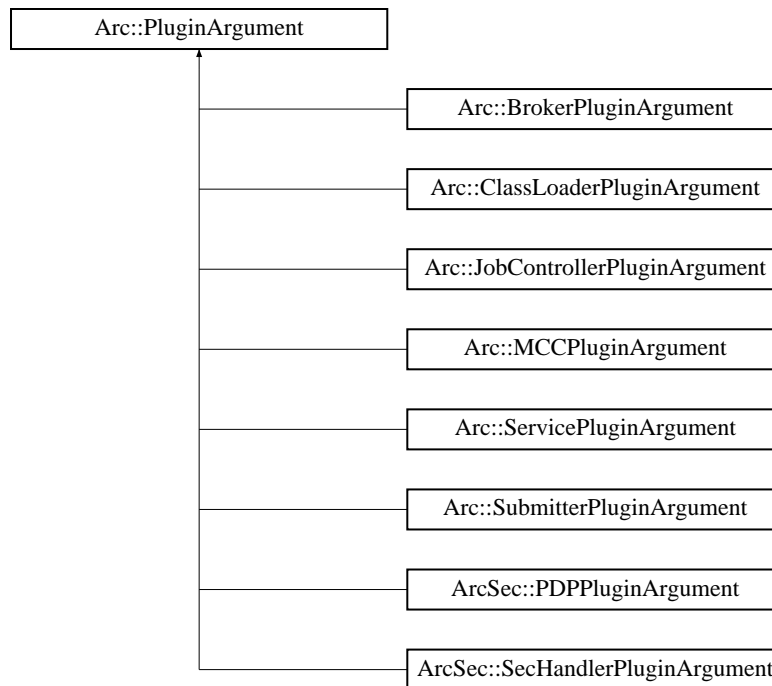 Arc::PluginArgument
Arc::BrokerPluginArgument
Arc::ClassLoaderPluginArgument
Arc::JobControllerPluginArgument
Arc::MCCPluginArgument
Arc::ServicePluginArgument
Arc::SubmitterPluginArgument
ArcSec::PDPPluginArgument
ArcSec::SecHandlerPluginArgument